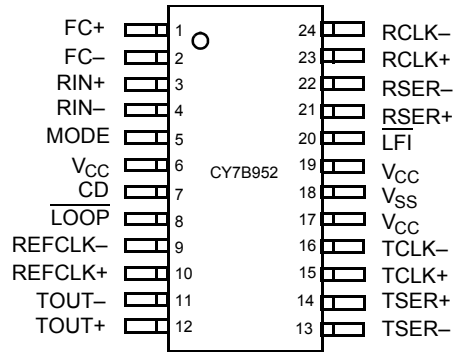 FC+ 1 24 RCLK–
FC– 2 23 RCLK+
RIN+ 3 22 RSER–
RIN– 4 21 RSER+
MODE 5 20 LFI
VCC 6 CY7B952 19 VCC
CD 7 18 VSS
LOOP 8 17 VCC
REFCLK– 9 16 TCLK–
REFCLK+ 10 15 TCLK+
TOUT– 11 14 TSER+
TOUT+ 12 13 TSER–